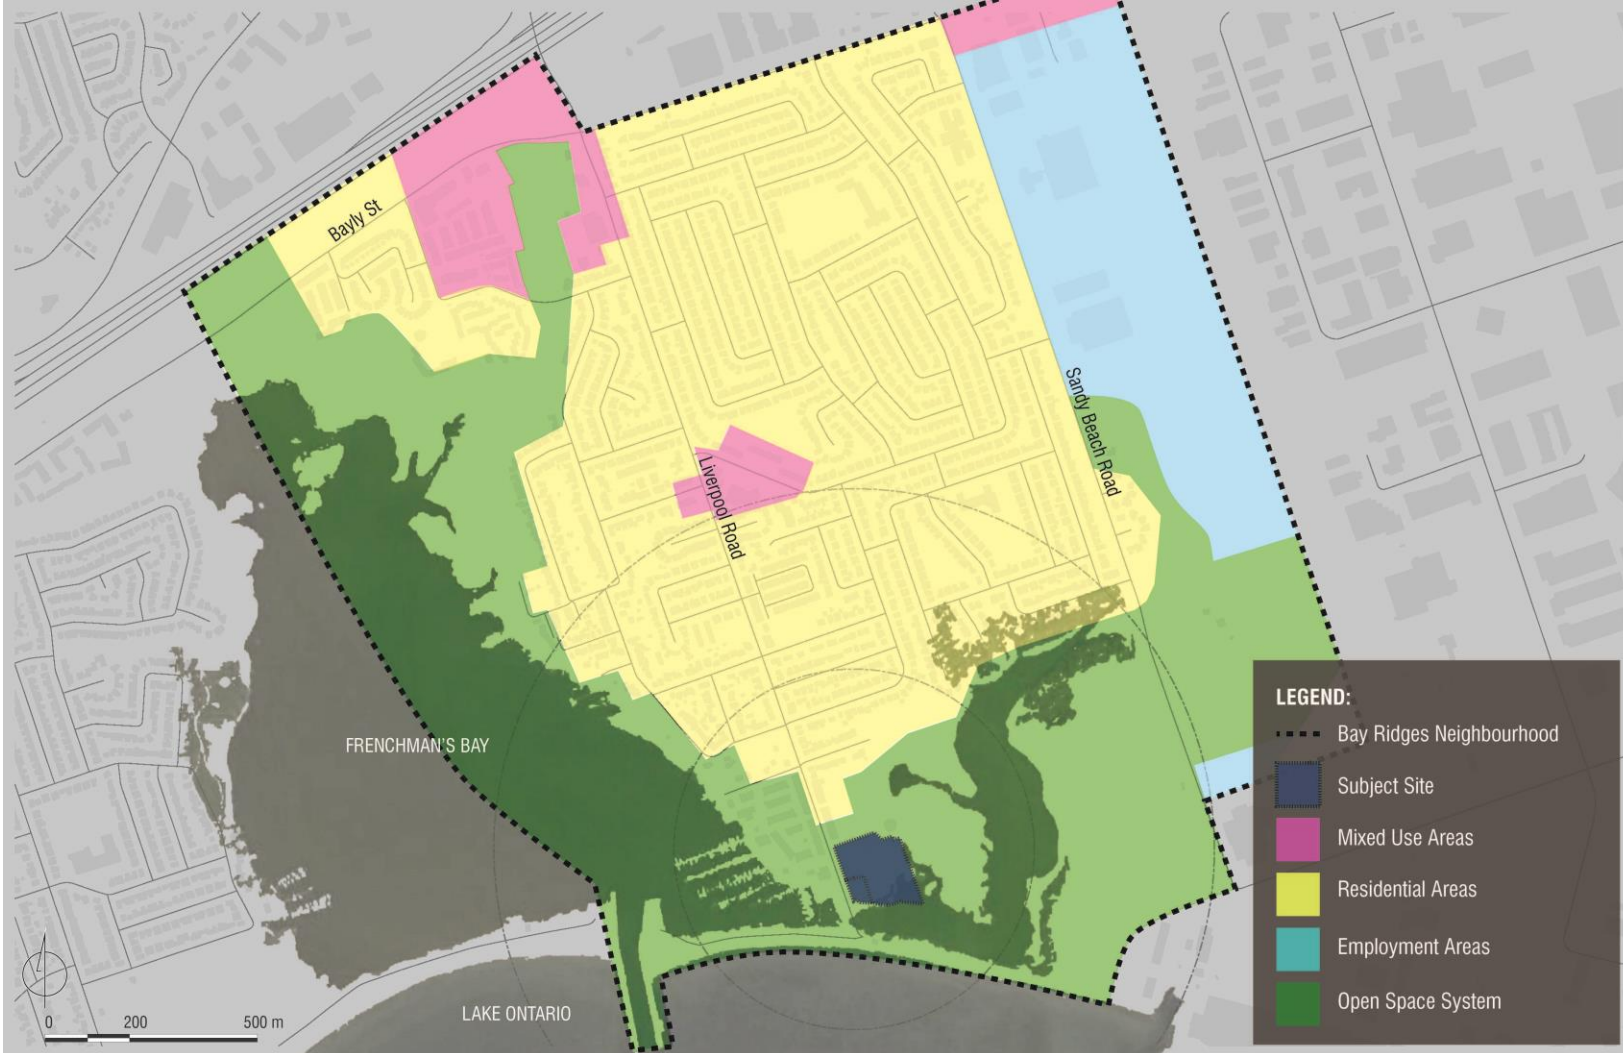 Bayly St
Sandy Beach Road
Liverpool Road
FRENCHMAN'S BAY
LAKE ONTARIO
0 200 500 m
LEGEND:
Bay Ridges Neighbourhood
Subject Site
Mixed Use Areas
Residential Areas
Employment Areas
Open Space System